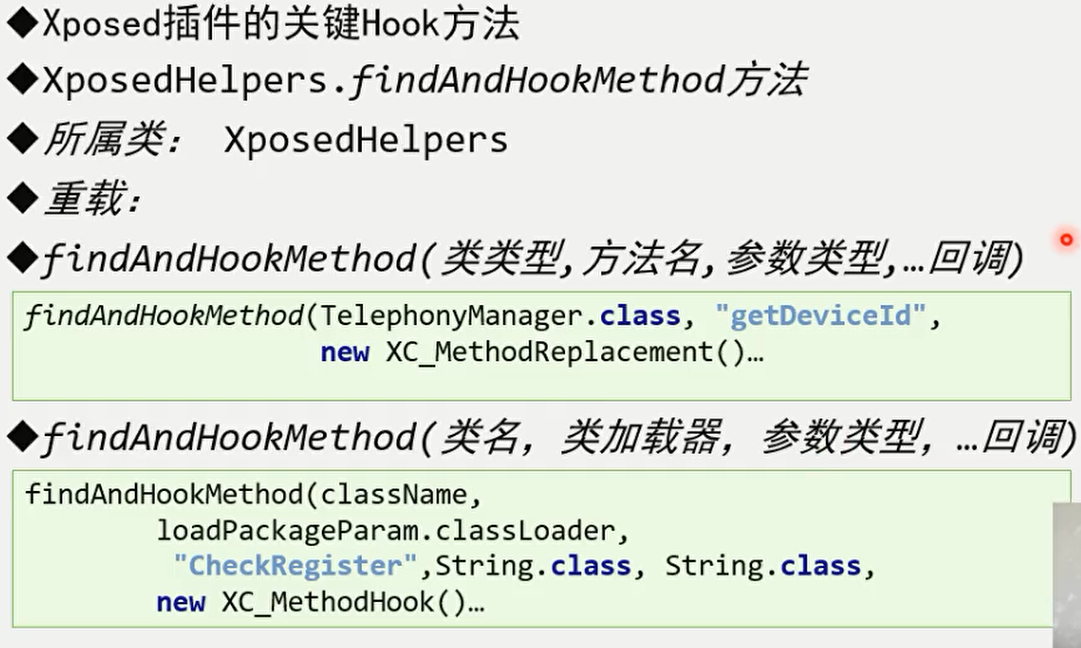 ◆Xposed插件的关键Hook方法
◆XposedHelpers.findAndHookMethod方法
◆所属类： XposedHelpers
◆重载：
◆findAndHookMethod(类类型,方法名,参数类型,…回调)
findAndHookMethod(TelephonyManager.class, "getDeviceId",
new XC_MethodReplacement()…
◆findAndHookMethod(类名，类加载器，参数类型，…回调)
findAndHookMethod(className,
loadPackageParam.classLoader,
"CheckRegister",String.class, String.class,
new XC_MethodHook()…